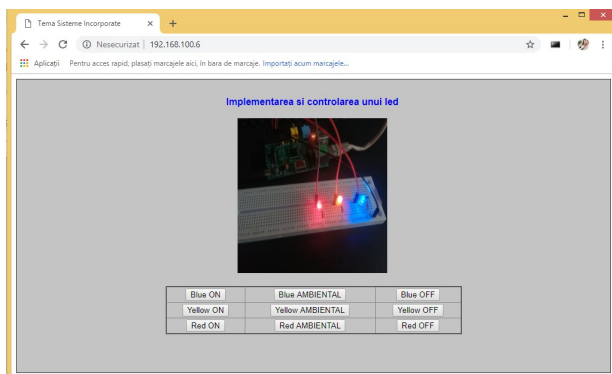 Tema Sisteme Incorporate
Nesecurizat 192.168.100.6
Aplicații Pentru acces rapid, plasați marcajele aici, în bara de marcaje. Importați acum marcajele...
Implementarea si controlarea unui led
Blue ON Blue AMBIENTAL Blue OFF
Yellow ON Yellow AMBIENTAL Yellow OFF
Red ON Red AMBIENTAL Red OFF